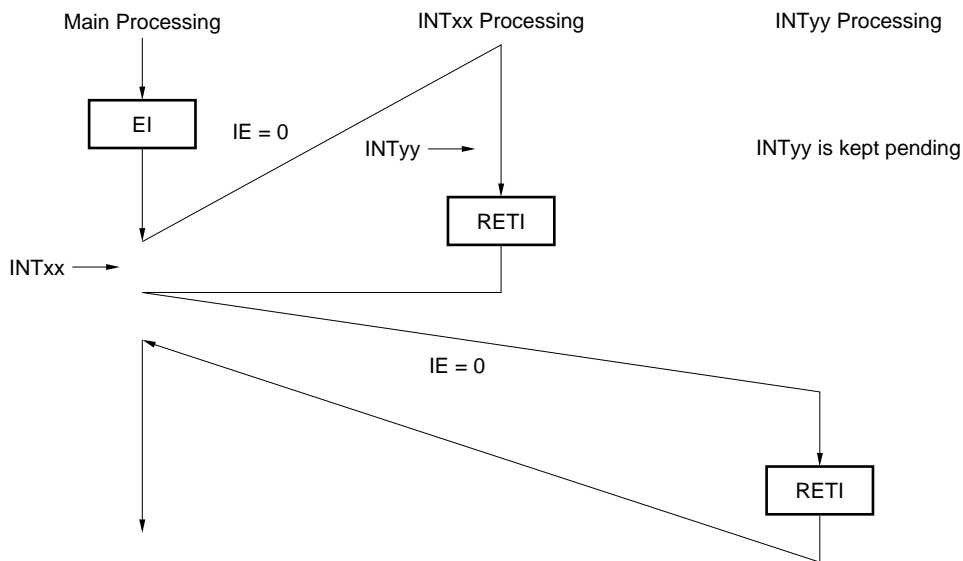 Main Processing
INTxx Processing
INTyy Processing
EI
IE = 0
INTyy
INTyy is kept pending
RETI
INTxx
IE = 0
RETI